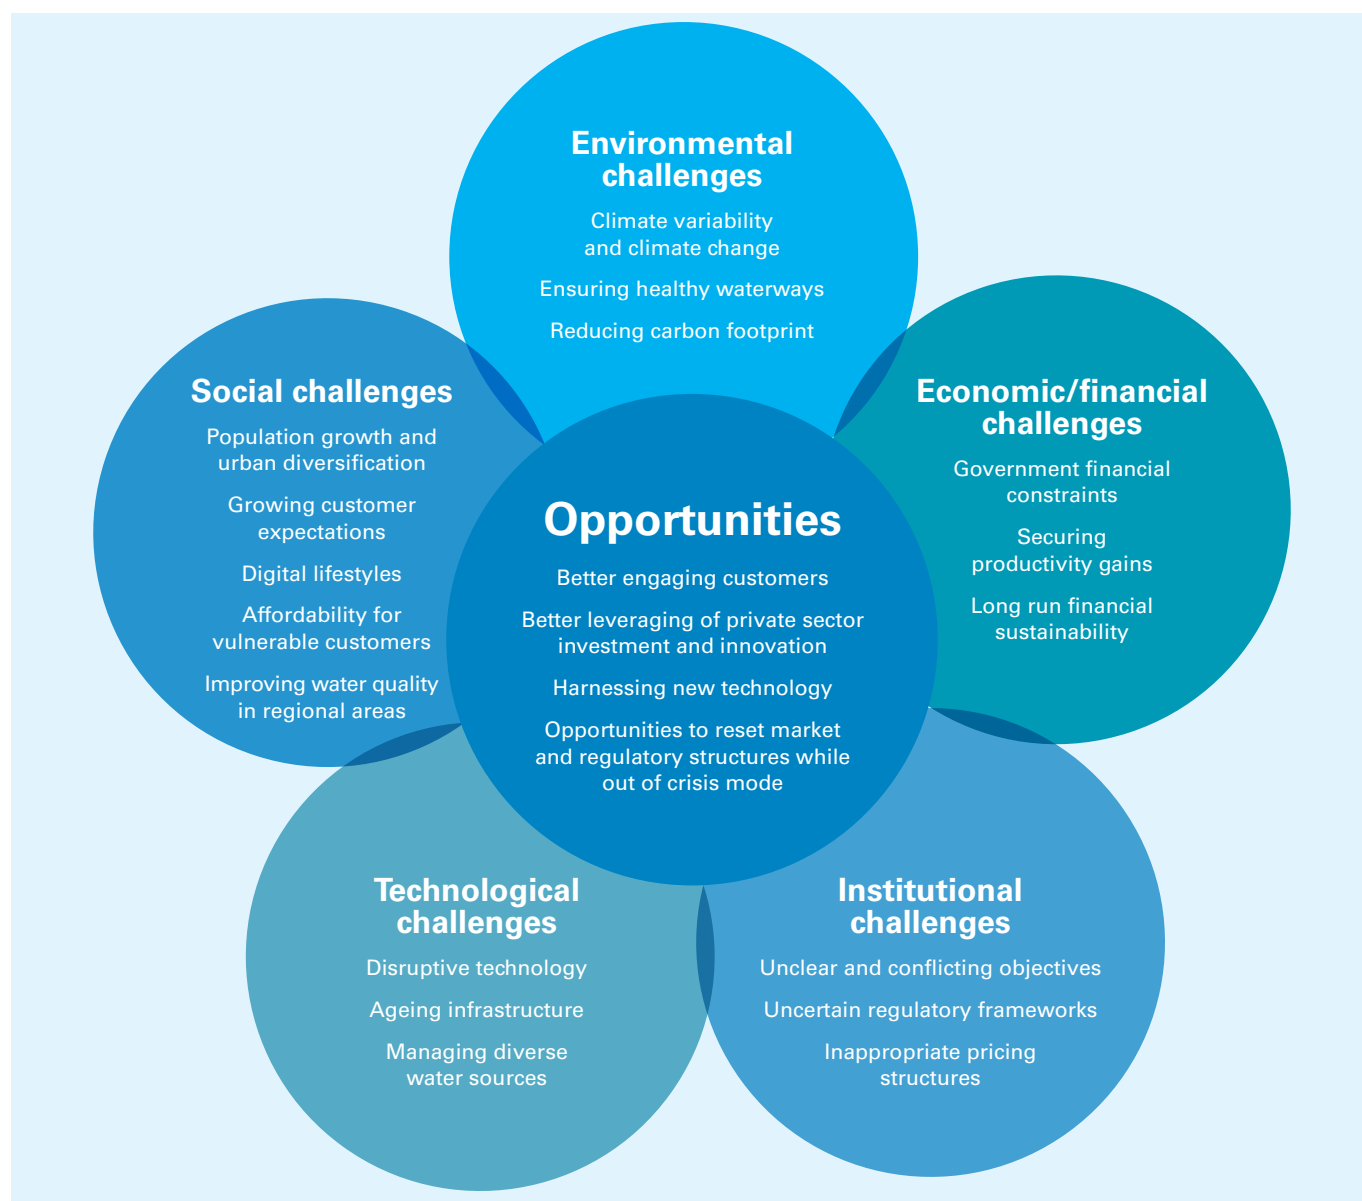 Environmental
challenges
Climate variability
and climate change
Ensuring healthy waterways
Reducing carbon footprint
Social challenges
Population growth and
urban diversification
Growing customer
expectations
Digital lifestyles
Affordability for
vulnerable customers
Improving water quality
in regional areas
Economic/financial
challenges
Government financial
constraints
Securing
productivity gains
Long run financial
sustainability
Opportunities
Better engaging customers
Better leveraging of private sector
investment and innovation
Harnessing new technology
Opportunities to reset market
and regulatory structures while
out of crisis mode
Technological
challenges
Disruptive technology
Ageing infrastructure
Managing diverse
water sources
Institutional
challenges
Unclear and conflicting objectives
Uncertain regulatory frameworks
Inappropriate pricing
structures